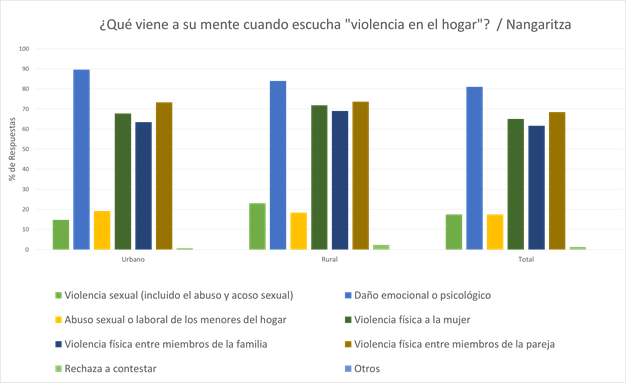 ¿Qué viene a su mente cuando escucha "violencia en el hogar"? / Nangaritza
100
90
80
70
60
50
40
30
20
10
0
% de Respuestas
Urbano Rural Total
Violencia sexual (incluido el abuso y acoso sexual) Daño emocional o psicológico
Abuso sexual o laboral de los menores del hogar Violencia física a la mujer
Violencia física entre miembros de la familia Violencia física entre miembros de la pareja
Rechaza a contestar Otros